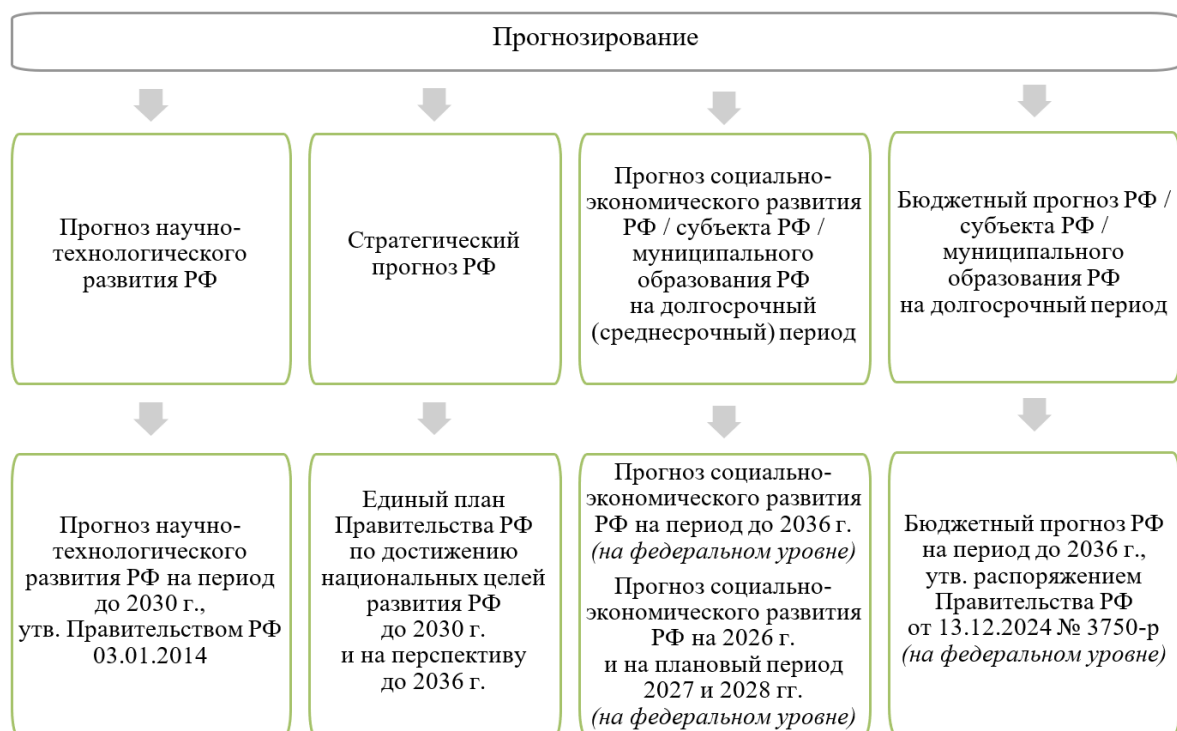 Прогнозирование
Прогноз научно-
технологического
развития РФ
Стратегический
прогноз РФ
Прогноз социально-
экономического развития
РФ / субъекта РФ /
муниципального
образования РФ
на долгосрочный
(среднесрочный) период
Бюджетный прогноз РФ /
субъекта РФ /
муниципального
образования РФ
на долгосрочный период
Прогноз научно-
технологического
развития РФ на период
до 2030 г.,
утв. Правительством РФ
03.01.2014
Единый план
Правительства РФ
по достижению
национальных целей
развития РФ
до 2030 г.
и на перспективу
до 2036 г.
Прогноз социально-
экономического развития
РФ на период до 2036 г.
(на федеральном уровне)
Прогноз социально-
экономического развития
РФ на 2026 г.
и на плановый период
2027 и 2028 гг.
(на федеральном уровне)
Бюджетный прогноз РФ
на период до 2036 г.,
утв. распоряжением
Правительства РФ
от 13.12.2024 № 3750-р
(на федеральном уровне)